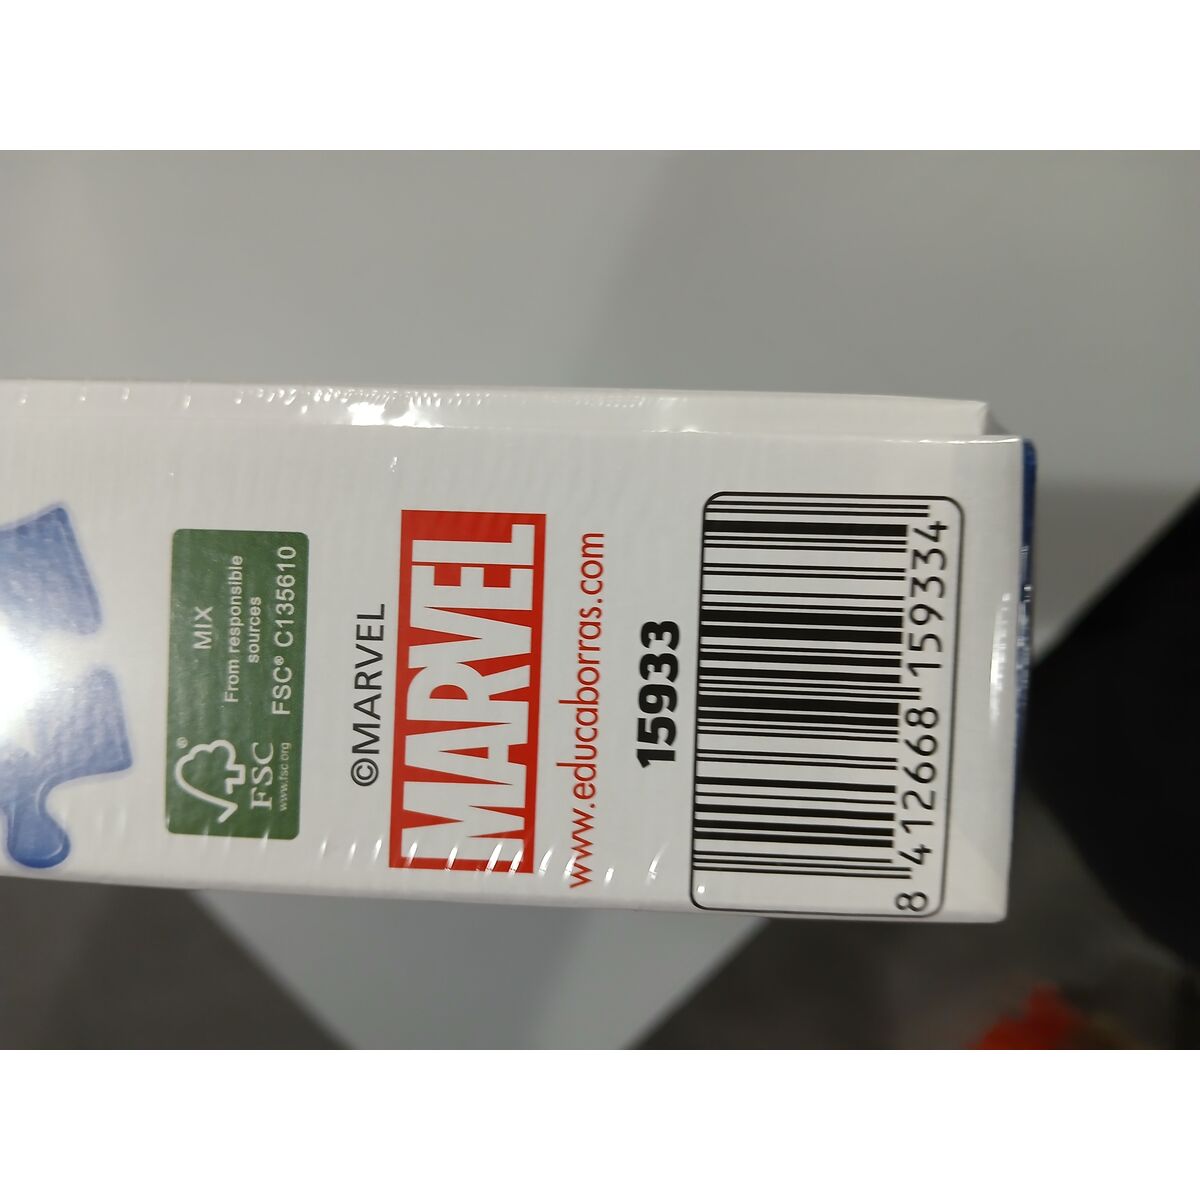 MIX
From responsible
sources
FSC® C135610
®
FSC
www.fsc.org
©MARVEL
MARVEL
www.educaborras.com
15933
8 412668 159334